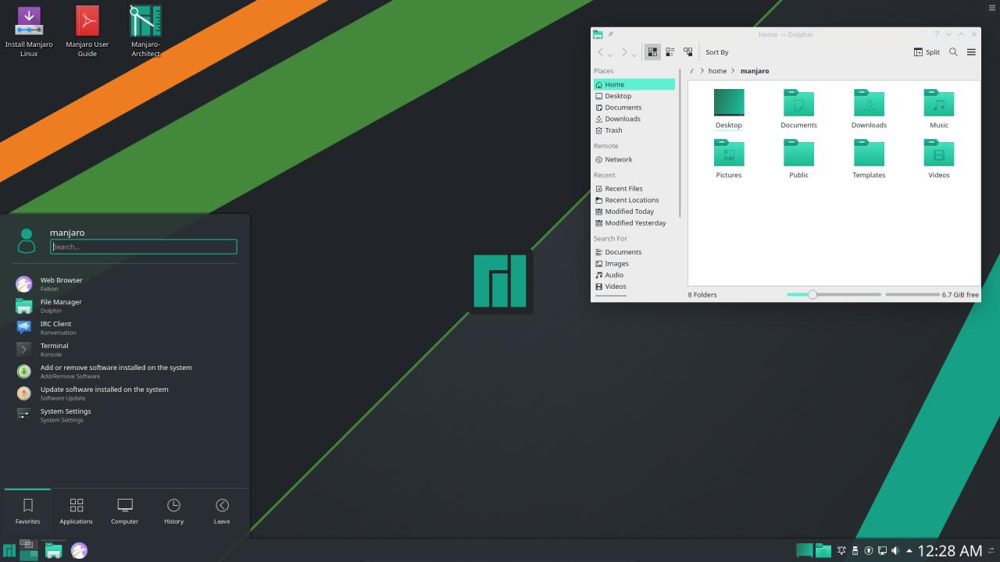 Install Manjaro
Linux
Manjaro User
Guide
Manjaro-
Architect
Home — Dolphin
Sort By
Split
/ > home > manjaro
Places
Home
Desktop
Documents
Downloads
Trash
Remote
Network
Recent
Recent Files
Recent Locations
Modified Today
Modified Yesterday
Search For
Documents
Images
Audio
Videos
Desktop
Documents
Downloads
Music
Pictures
Public
Templates
Videos
8 Folders
6.7 GiB free
manjaro
Search...
Web Browser
Falkon
File Manager
Dolphin
IRC Client
Konversation
Terminal
Konsole
Add or remove software installed on the system
Add/Remove Software
Update software installed on the system
Software Update
System Settings
System Settings
Favorites
Applications
Computer
History
Leave
12:28 AM